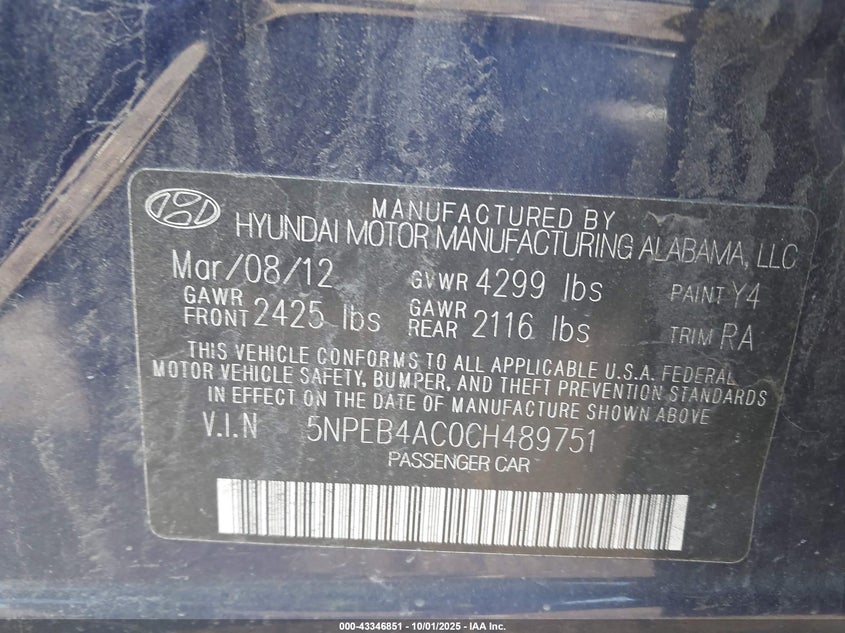 MANUFACTURED BY
HYUNDAI MOTOR MANUFACTURING ALABAMA, LLC
Mar/08/12 GVWR 4299 lbs PAINT Y4
GAWR FRONT 2425 lbs GAWR REAR 2116 lbs TRIM RA
THIS VEHICLE CONFORMS TO ALL APPLICABLE U.S.A. FEDERAL
MOTOR VEHICLE SAFETY, BUMPER, AND THEFT PREVENTION STANDARDS
IN EFFECT ON THE DATE OF MANUFACTURE SHOWN ABOVE
V.I.N 5NPEB4AC0CH489751
PASSENGER CAR
000-43346851 - 10/01/2025 - IAA Inc.